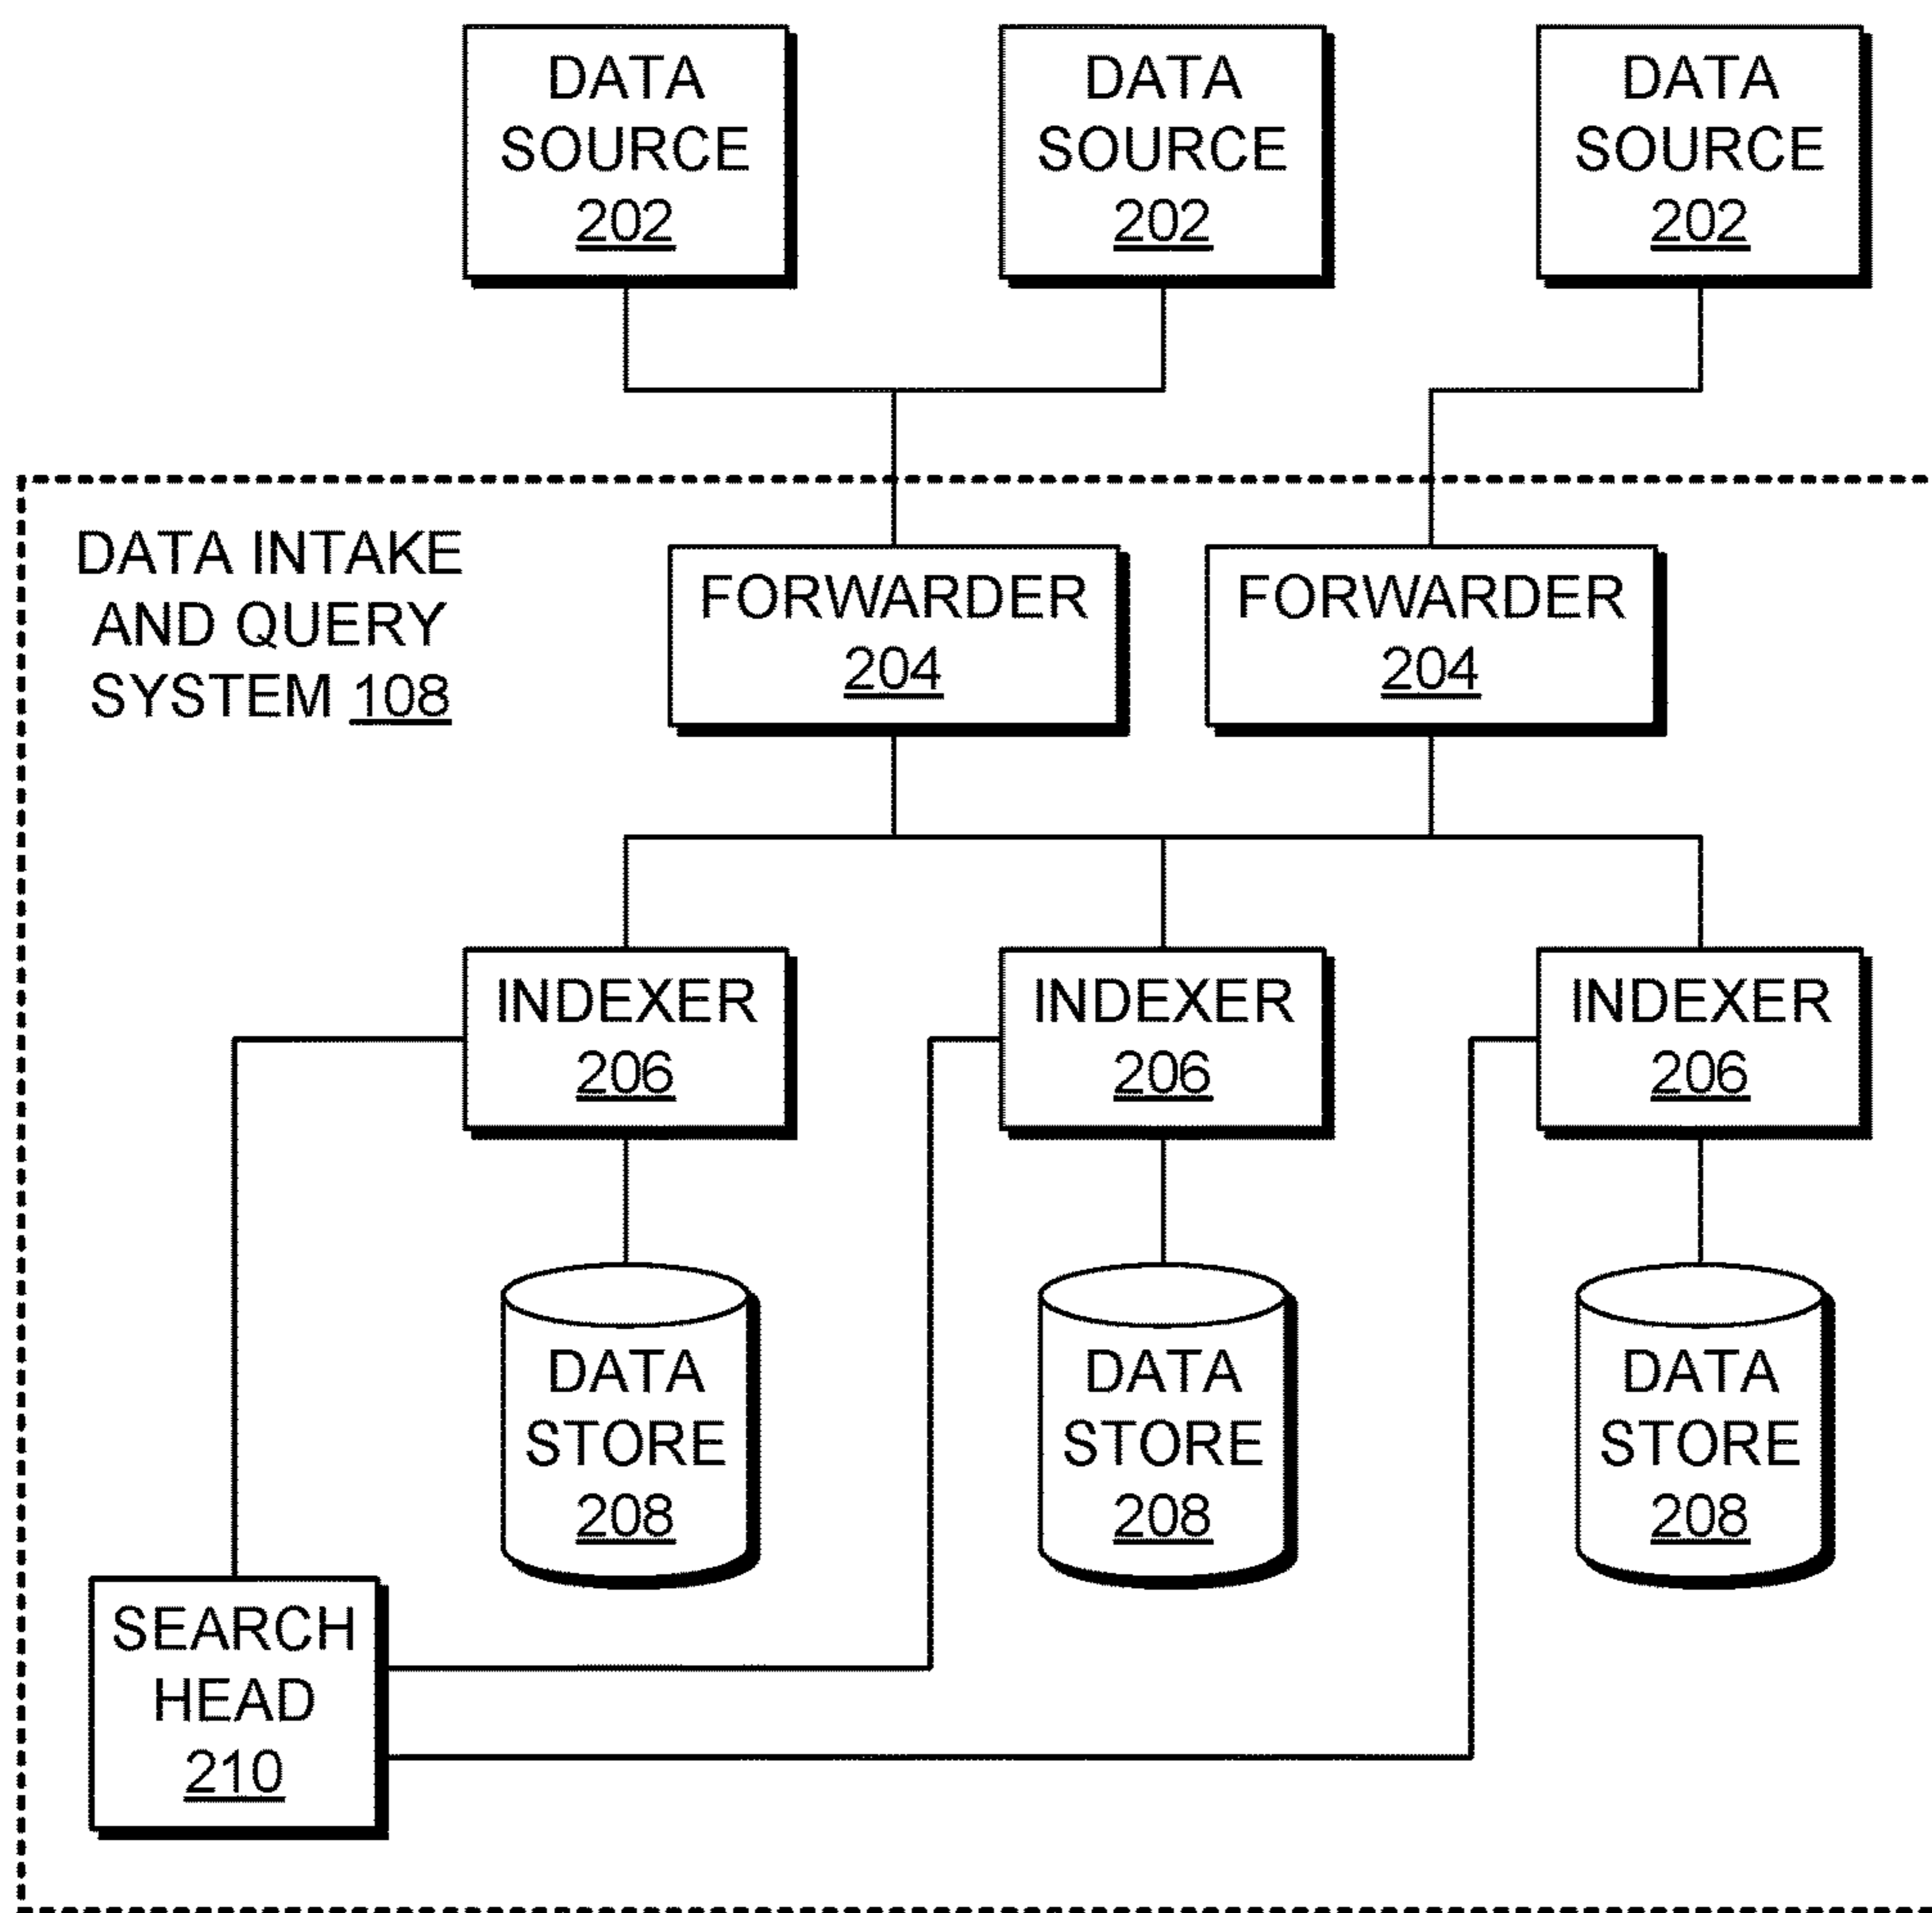 DATA
SOURCE
202
DATA
SOURCE
202
DATA
SOURCE
202
DATA INTAKE
AND QUERY
SYSTEM 108
FORWARDER
204
FORWARDER
204
INDEXER
206
INDEXER
206
INDEXER
206
DATA
STORE
208
DATA
STORE
208
DATA
STORE
208
SEARCH
HEAD
210